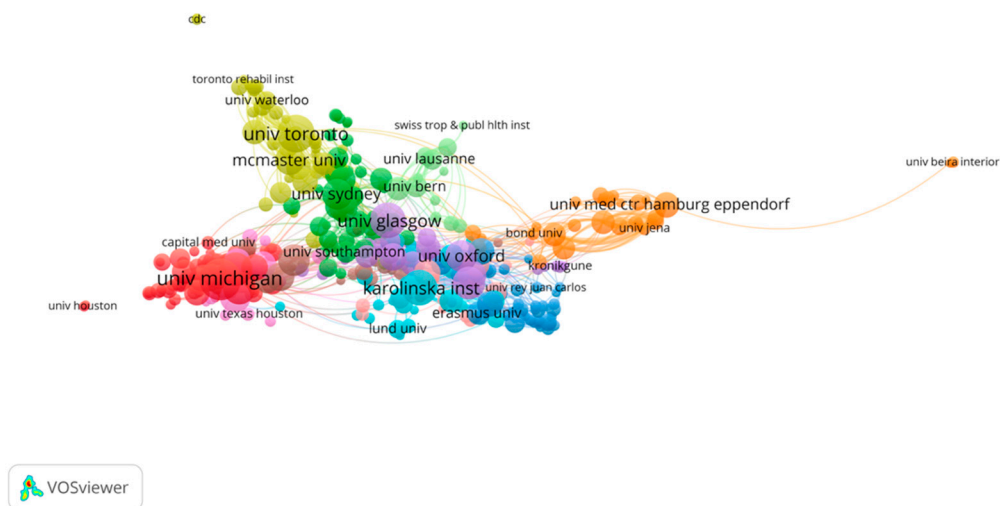 cdc
toronto rehabil inst
univ waterloo
swiss trop & publ hlth inst
univ toronto
univ lausanne
mcmaster univ
univ beira interior
univ bern
univ sydney
univ med ctr hamburg eppendorf
univ glasgow
univ jena
bond univ
capital med univ
univ southampton
univ oxford
kronikgune
univ michigan
karolinska inst
univ rey juan carlos
univ houston
univ texas houston
erasmus univ
lund univ
VOSviewer